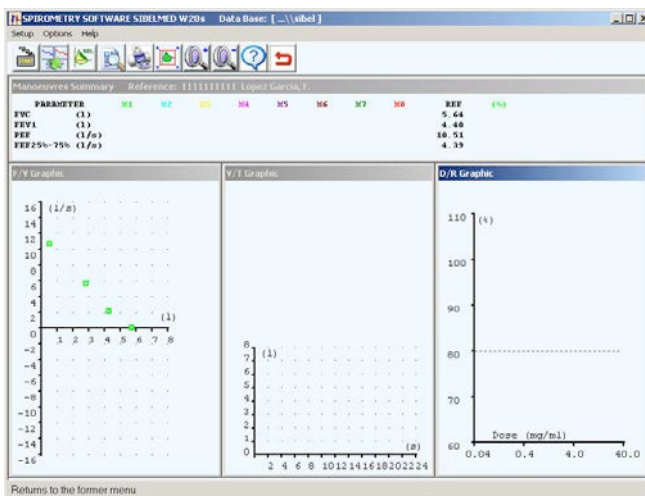 SPIROMETRY SOFTWARE SIBELMED W20s Data Base: [ ...\\sibel ]
Setup Options Help
Manoeuvres Summary Reference: 1111111111 Lopez Garcia, F.
PARAMETER M1 M2 M3 M4 M5 M6 M7 M8 REF (%)
FVC (l) 5.64
FEV1 (l) 4.40
PEF (l/s) 10.51
FEF25%-75% (l/s) 4.39
F/V Graphic
16 (l/s)
14
12
10
8
6
4
2
0
(l)
1 2 3 4 5 6 7 8
-2
-4
-6
-8
-10
-12
-14
-16
V/T Graphic
8
7 (l)
6
5
4
3
2
1
0
(s)
2 4 6 8 10 12 14 16 18 20 22 24
D/R Graphic
110 (%)
100
90
80
70
60
Dose (mg/ml)
0.04 0.4 4.0 40.0
Returns to the former menu